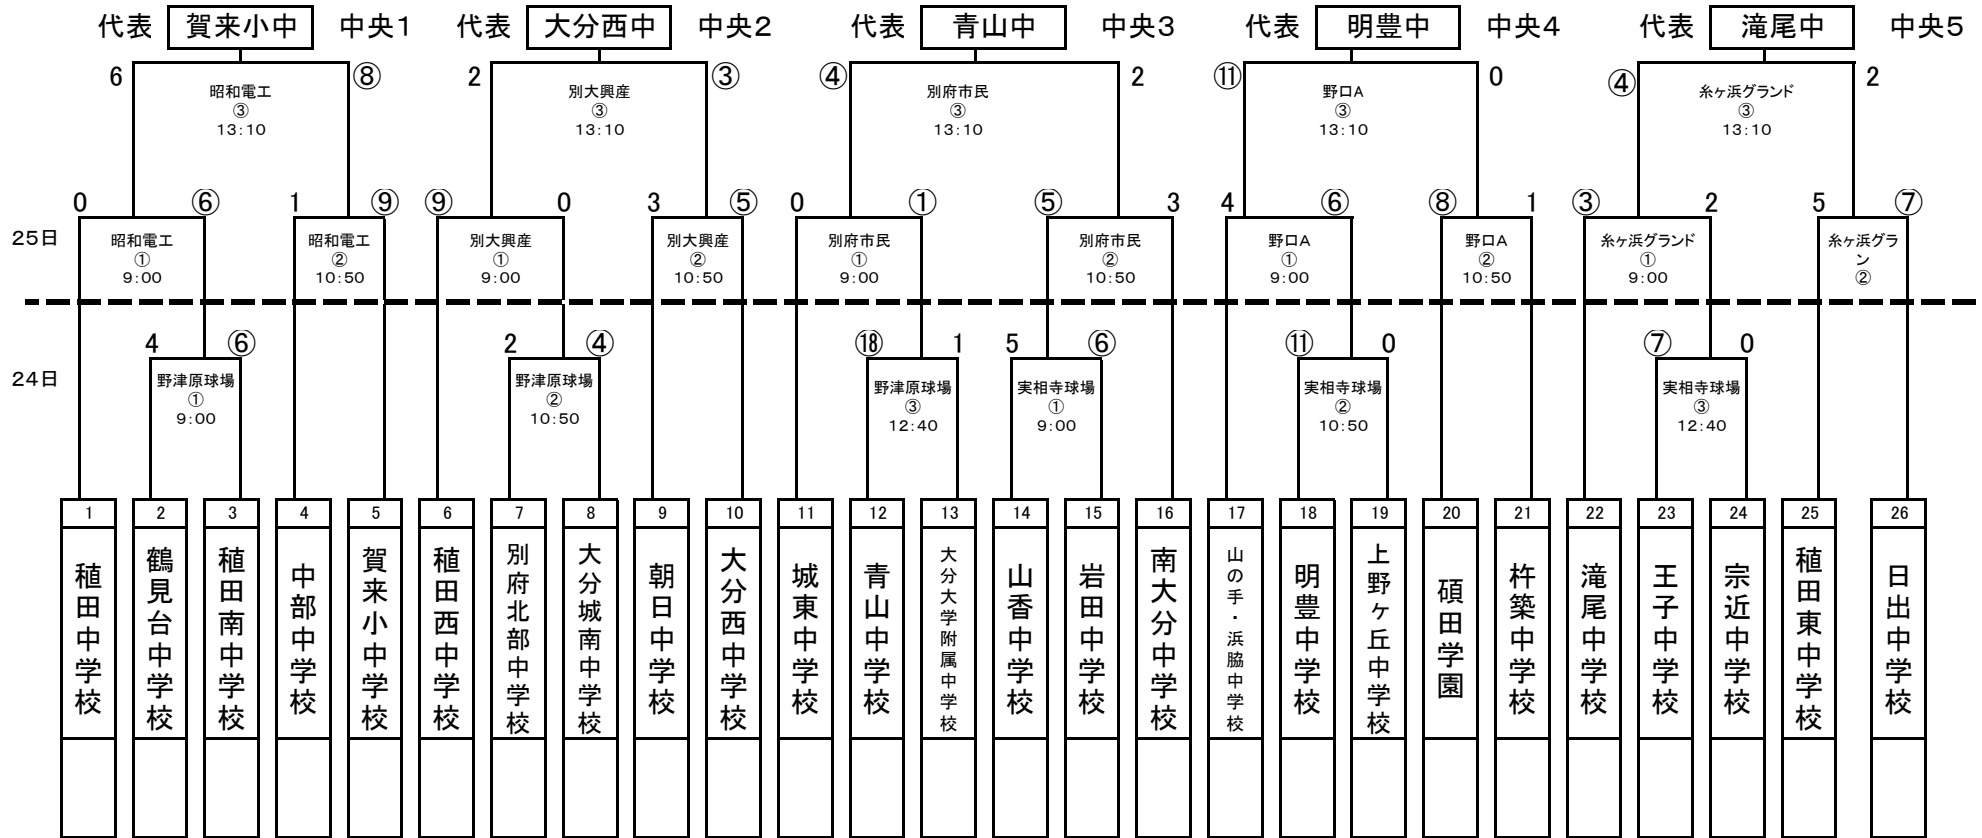 代表 賀来小中 中央1 代表 大分西中 中央2 代表 青山中 中央3 代表 明豊中 中央4 代表 滝尾中 中央5
6 ⑧ 2 ③ ④ 2 ⑪ 0 ④ 2
昭和電工 別大興産 別府市民 野口A 糸ヶ浜グランド
③ ③ ③ ③ ③
13:10 13:10 13:10 13:10 13:10
0 ⑥ 1 ⑨ ⑨ 0 3 ⑤ 0 ① ⑤ 3 4 ⑥ ⑧ 1 ③ 2 5 ⑦
25日
昭和電工 昭和電工 別大興産 別大興産 別府市民 別府市民 野口A 野口A 糸ヶ浜グランド 糸ヶ浜グラ
ン
① ② ① ② ① ② ① ② ① ②
9:00 10:50 9:00 10:50 9:00 10:50 9:00 10:50 9:00
4 ⑥ 2 ④ ⑱ 1 5 ⑥ ⑪ 0 ⑦ 0
24日
野津原球場 野津原球場 野津原球場 実相寺球場 実相寺球場 実相寺球場
① ② ③ ① ② ③
9:00 10:50 12:40 9:00 10:50 12:40
1 2 3 4 5 6 7 8 9 10 11 12 13 14 15 16 17 18 19 20 21 22 23 24 25 26
稙田中学校
鶴見台中学校
稙田南中学校
中部中学校
賀来小中学校
稙田西中学校
別府北部中学校
大分城南中学校
朝日中学校
大分西中学校
城東中学校
青山中学校
大分大学附属中学校
山香中学校
岩田中学校
南大分中学校
山の手・浜脇中学校
明豊中学校
上野ヶ丘中学校
碩田学園
杵築中学校
滝尾中学校
王子中学校
宗近中学校
稙田東中学校
日出中学校